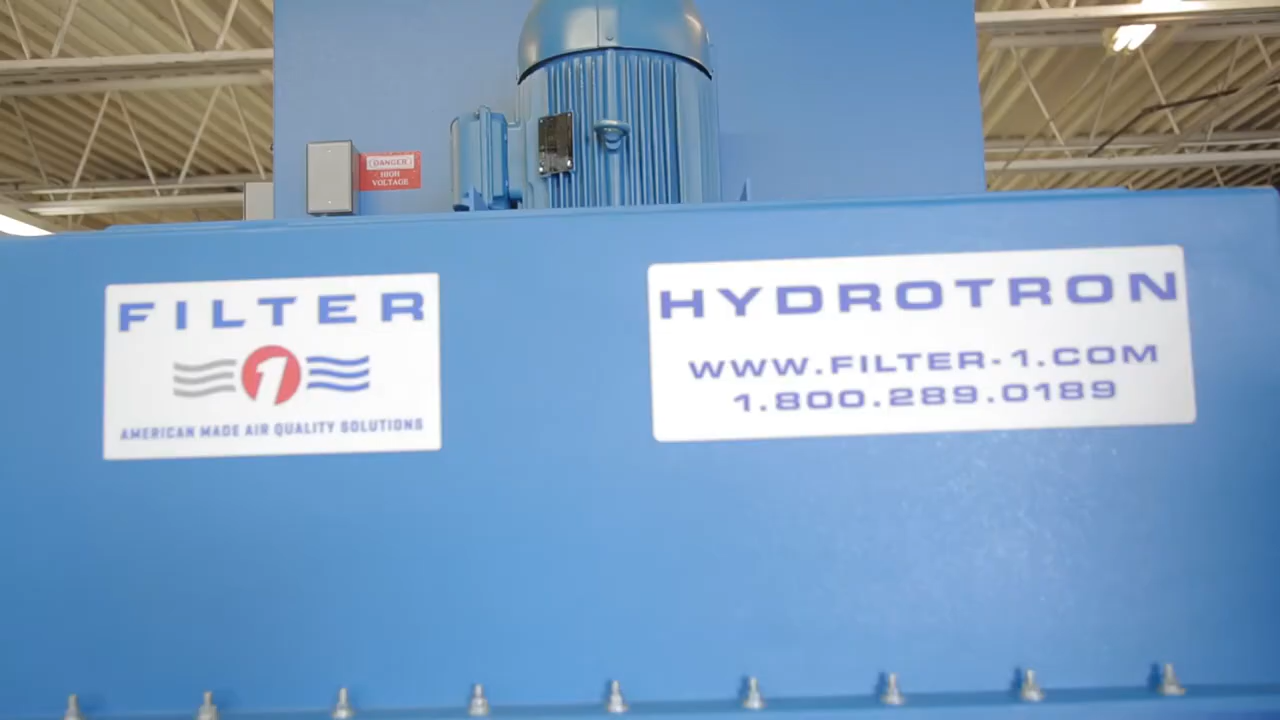 DANGER
HIGH
VOLTAGE
FILTER
1
AMERICAN MADE AIR QUALITY SOLUTIONS
HYDROTRON
WWW.FILTER-1.COM
1.800.289.0189